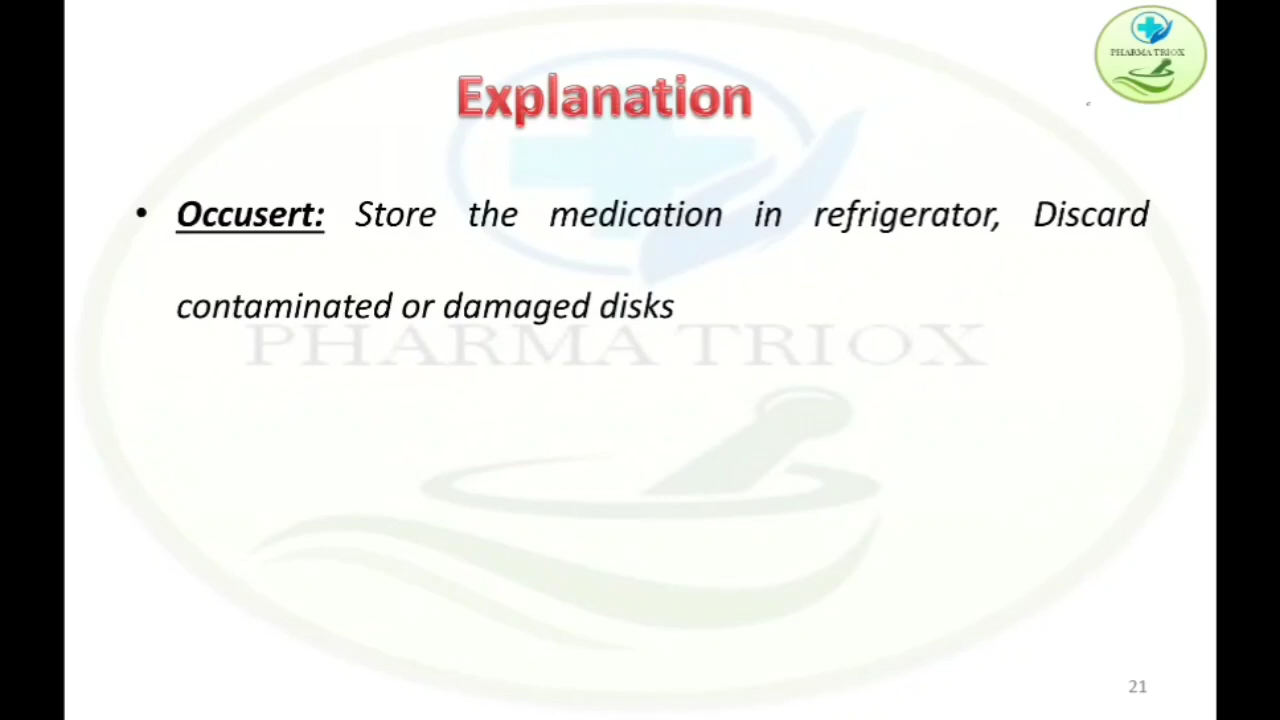 PHARMA TRIOX
Explanation
• Occusert: Store the medication in refrigerator, Discard
contaminated or damaged disks
PHARMA TRIOX
21